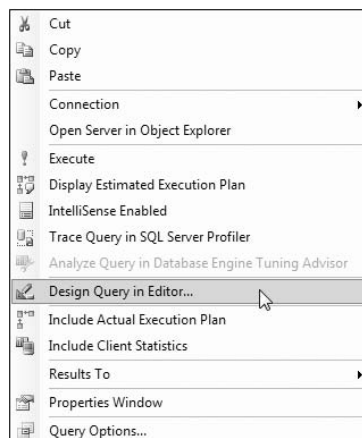 Cut
Copy
Paste
Connection
Open Server in Object Explorer
Execute
Display Estimated Execution Plan
IntelliSense Enabled
Trace Query in SQL Server Profiler
Analyze Query in Database Engine Tuning Advisor
Design Query in Editor...
Include Actual Execution Plan
Include Client Statistics
Results To
Properties Window
Query Options...